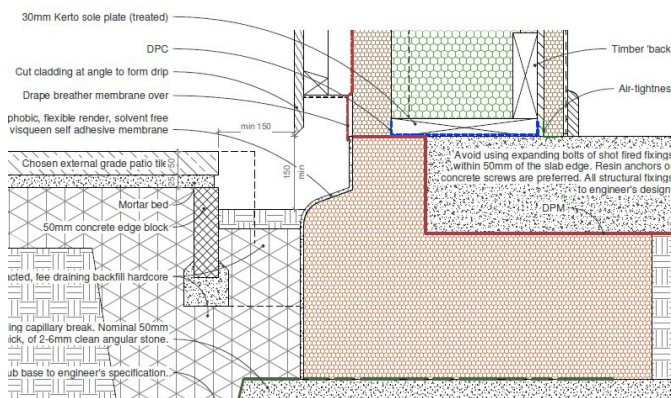 30mm Kerto sole plate (treated)
DPC
Cut cladding at angle to form drip
Drape breather membrane over
phobic, flexible render, solvent free
visqueen self adhesive membrane
min 150
Chosen external grade patio tile
50
25
150
min
Mortar bed
50mm concrete edge block
acted, fee draining backfill hardcore
ing capillary break. Nominal 50mm
ick, of 2-6mm clean angular stone.
ub base to engineer's specification.
Timber 'back
Air-tightnes
Avoid using expanding bolts of shot fired fixings
within 50mm of the slab edge. Resin anchors o
concrete screws are preferred. All structural fixings
to engineer's design
DPM